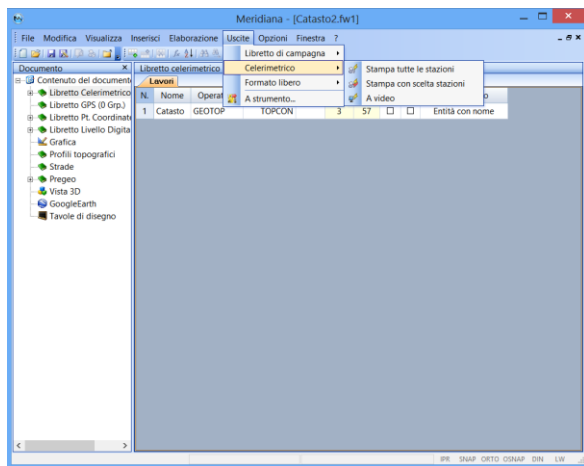 Meridiana - [Catasto2.fw1]
File Modifica Visualizza Inserisci Elaborazione Uscite Opzioni Finestra ?
Libretto di campagna
Celerimetrico
Formato libero
A strumento...
Stampa tutte le stazioni
Stampa con scelta stazioni
A video
Documento
Contenuto del document
Libretto Celerimetrico
Libretto GPS (0 Grp.)
Libretto Pt. Coordinat
Libretto Livello Digita
Grafica
Profili topografici
Strade
Pregeo
Vista 3D
GoogleEarth
Tavole di disegno
Libretto celerimetrico
Lavori
N. Nome Operat
1 Catasto GEOTOP TOPCON 3 57 Entità con nome
IPR SNAP ORTO OSNAP DIN LW